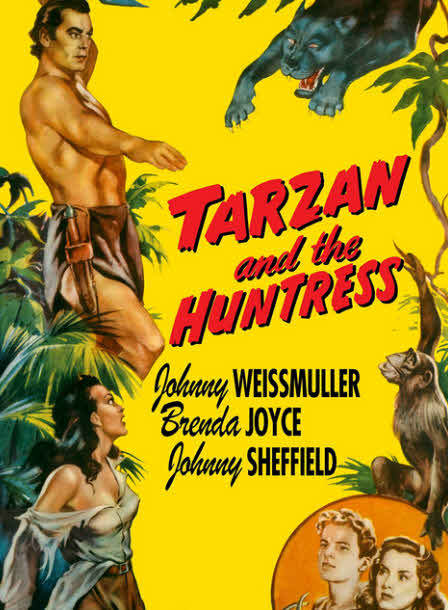 TARZAN
and the
HUNTRESS
Johnny WEISSMULLER
Brenda JOYCE
Johnny SHEFFIELD